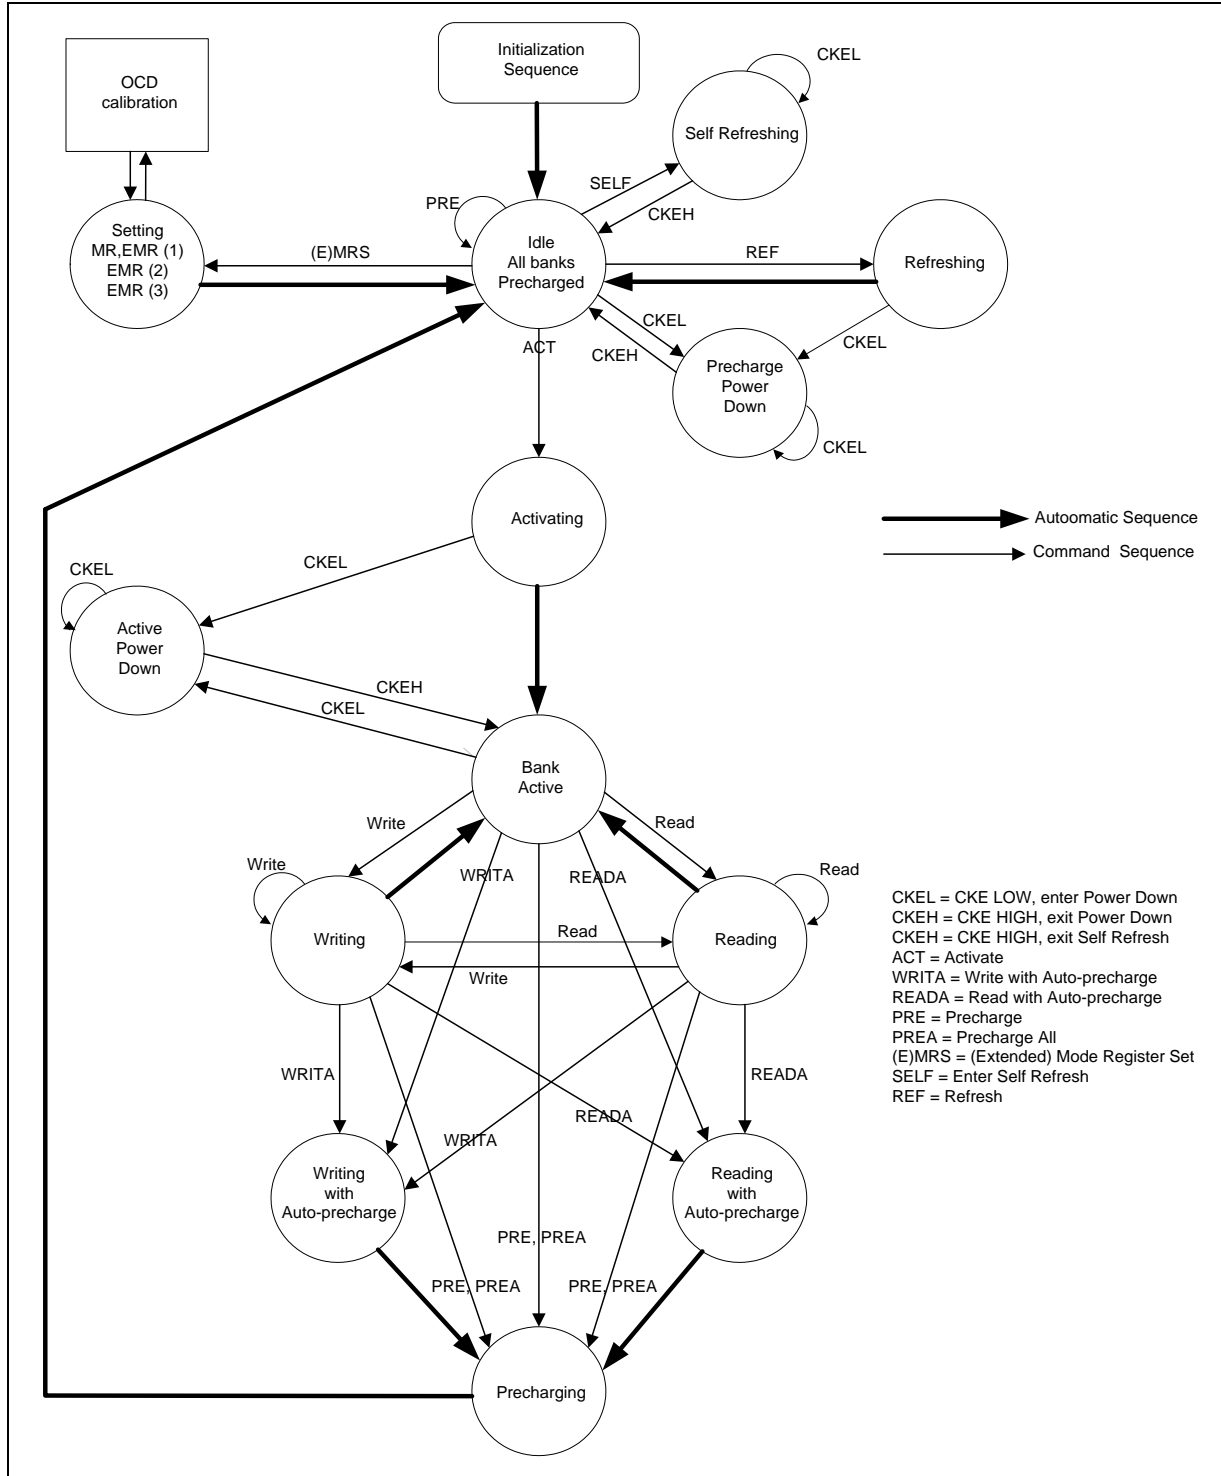 Initialization
Sequence
OCD
calibration
CKEL
Self Refreshing
SELF
CKEH
PRE
Setting
MR,EMR (1)
EMR (2)
EMR (3)
(E)MRS
Idle
All banks
Precharged
REF
Refreshing
CKEL
CKEH
CKEL
ACT
Precharge
Power
Down
CKEL
Activating
Autoomatic Sequence
Command Sequence
CKEL
CKEL
Active
Power
Down
CKEH
CKEL
Bank
Active
Write
Read
Write
WRITA
READA
Read
Writing
Read
Reading
Write
CKEL = CKE LOW, enter Power Down
CKEH = CKE HIGH, exit Power Down
CKEH = CKE HIGH, exit Self Refresh
ACT = Activate
WRITA = Write with Auto-precharge
READA = Read with Auto-precharge
PRE = Precharge
PREA = Precharge All
(E)MRS = (Extended) Mode Register Set
SELF = Enter Self Refresh
REF = Refresh
WRITA
READA
READA
WRITA
Writing
with
Auto-precharge
Reading
with
Auto-precharge
PRE, PREA
PRE, PREA
PRE, PREA
Precharging